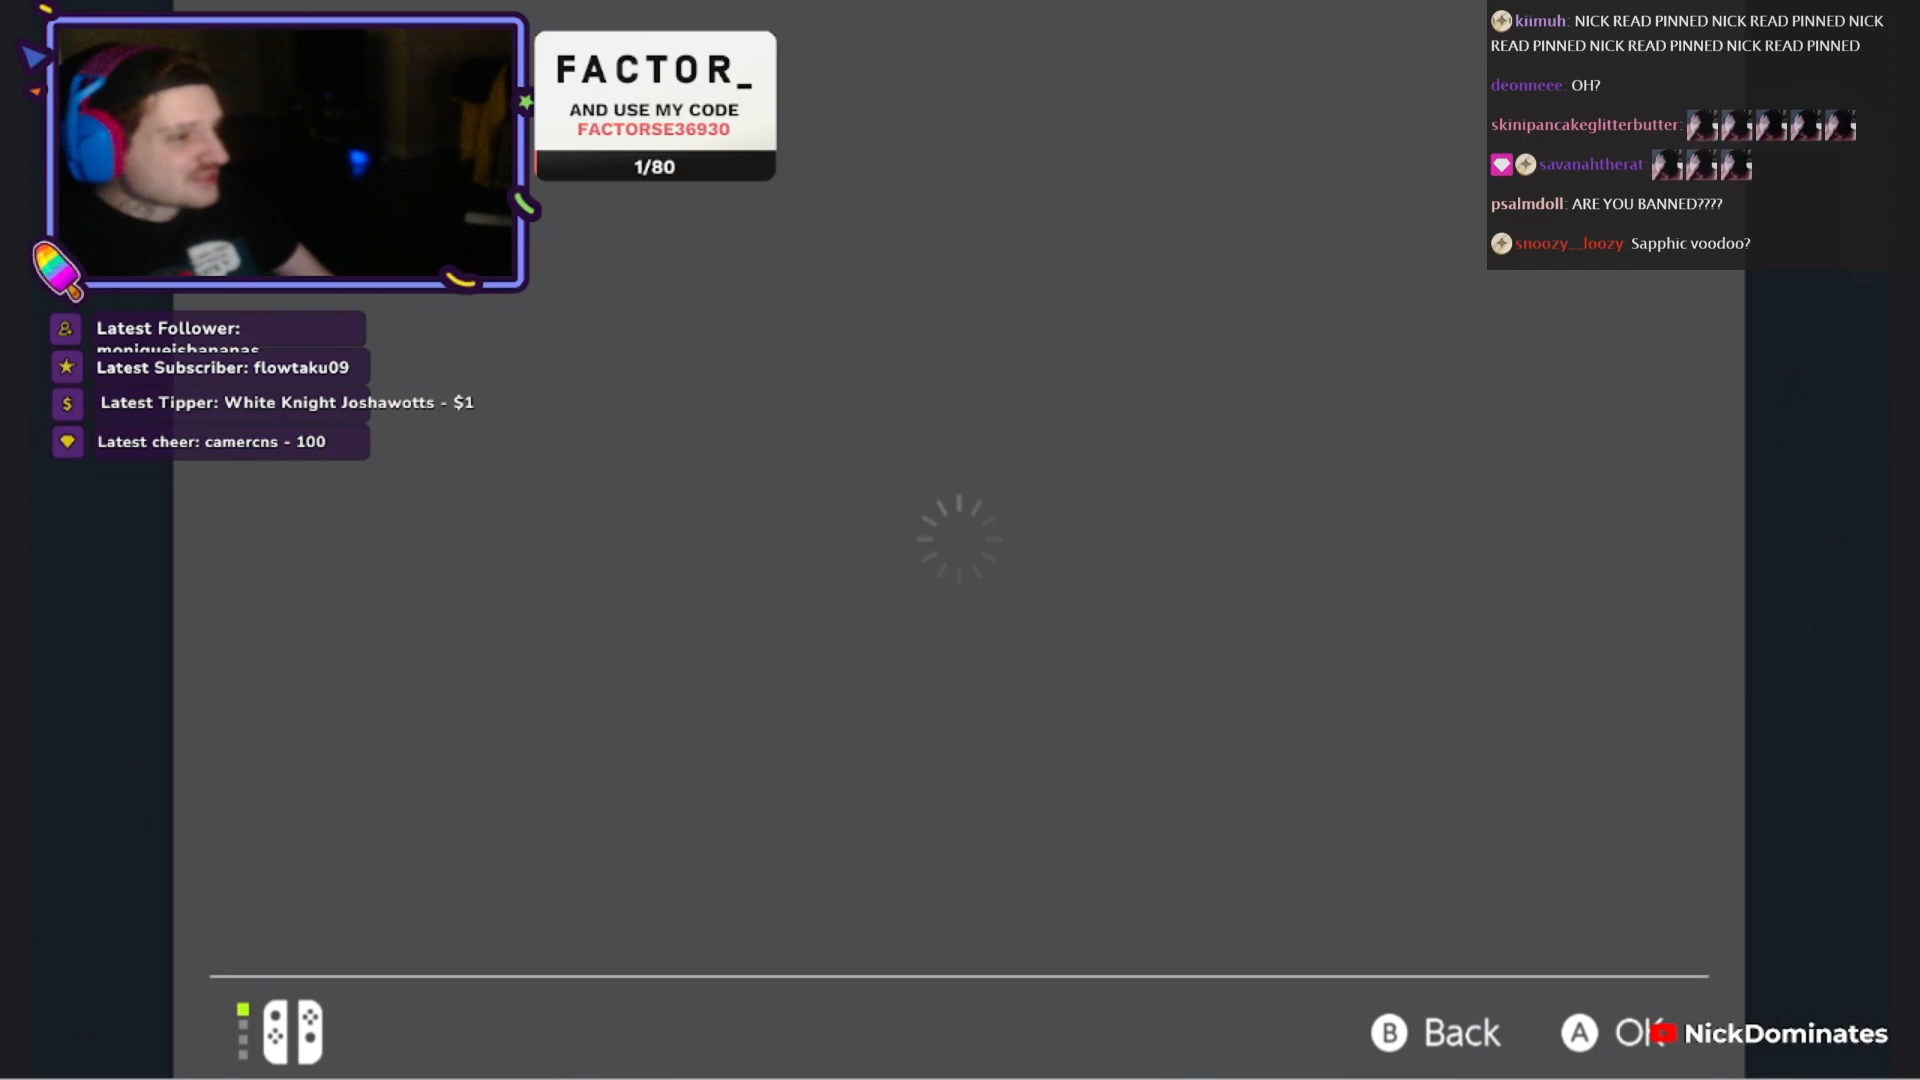 FACTOR_
AND USE MY CODE
FACTORSE36930
1/80
Latest Follower:
moniqueisbananas
Latest Subscriber: flowtaku09
Latest Tipper: White Knight Joshawotts - $1
Latest cheer: camercns - 100
kiimuh: NICK READ PINNED NICK READ PINNED NICK
READ PINNED NICK READ PINNED NICK READ PINNED
deonneee: OH?
skinipancakeglitterbutter:
savanahtherat:
psalmdoll: ARE YOU BANNED????
snoozy__loozy: Sapphic voodoo?
B Back
A OK
NickDominates